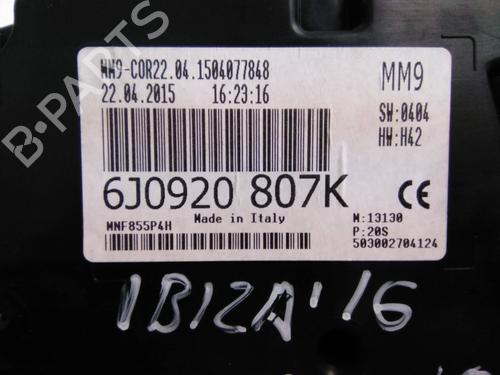 MM9-COR22.04.1504077848
22.04.2015 16:23:16
MM9
SW:0404
HW:H42
6J0920 807K
CE
Made in Italy
MNF855P4H
M:13130
P:20S
503002704124
IBIZA'16
B-PARTS